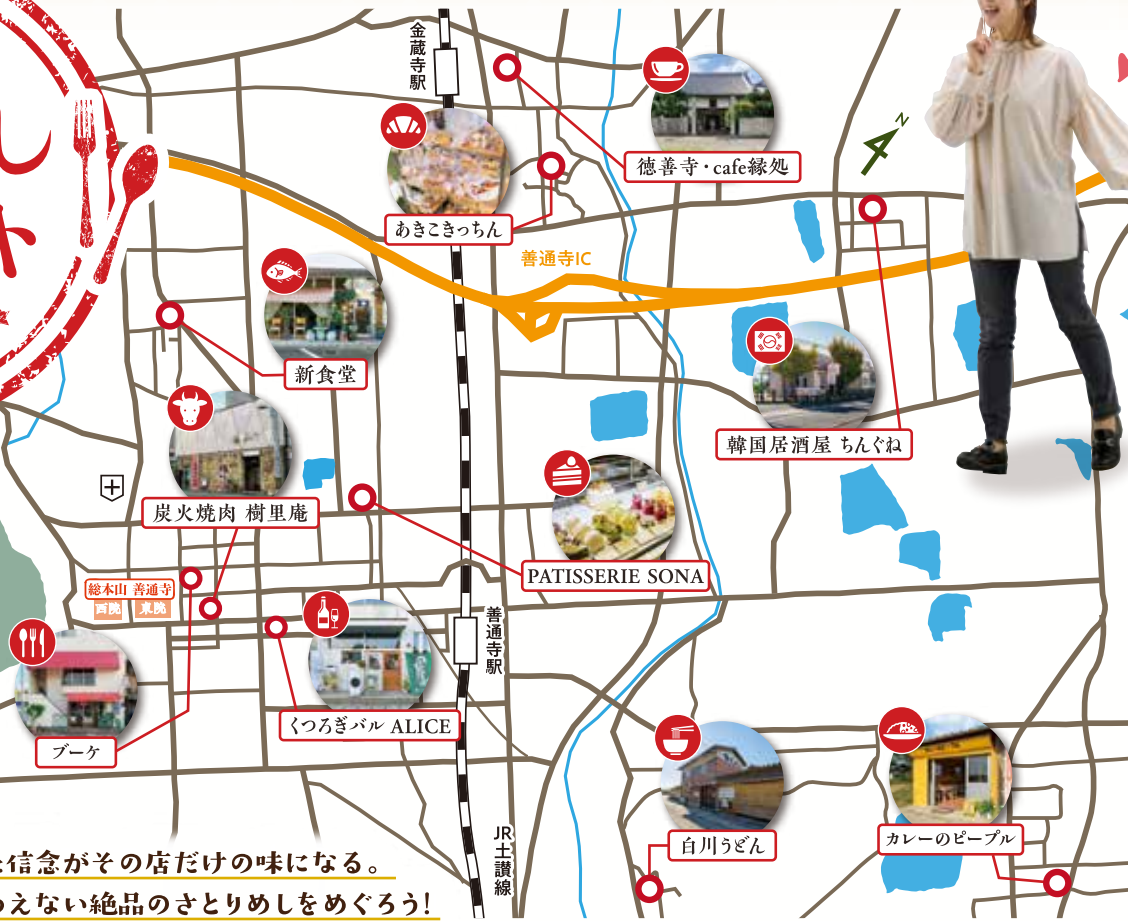 し
ト
金蔵寺駅
徳善寺・cafe縁処
N
あきこきっちん
善通寺IC
新食堂
韓国居酒屋 ちんぐね
炭火焼肉 樹里庵
PATISSERIE SONA
総本山 善通寺
西院 東院
善通寺駅
くつろぎバル ALICE
ブーケ
白川うどん
カレーのピープル
JR土讃線
信念がその店だけの味になる。
えない絶品のさとりめしをめぐろう!